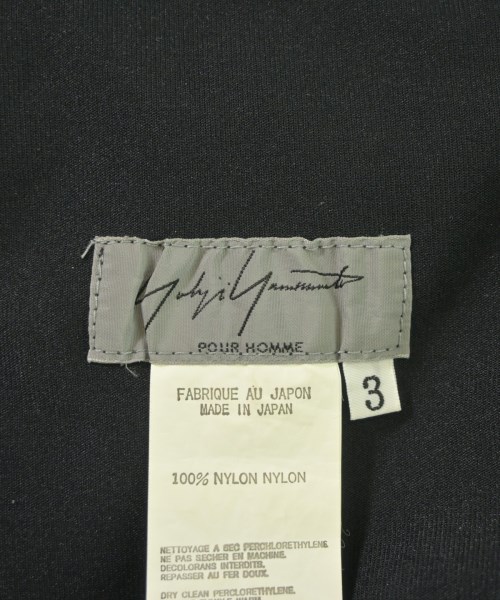 Yohji Yamamoto
POUR HOMME
3
FABRIQUE AU JAPON
MADE IN JAPAN
100% NYLON NYLON
NETTOYAGE A SEC PERCHLORETHYLENE.
NE PAS SECHER EN MACHINE.
DECOLORANS INTERDITB.
REPASSER AU FER DOUX.
DRY CLEAN PERCLORETHYLENE.